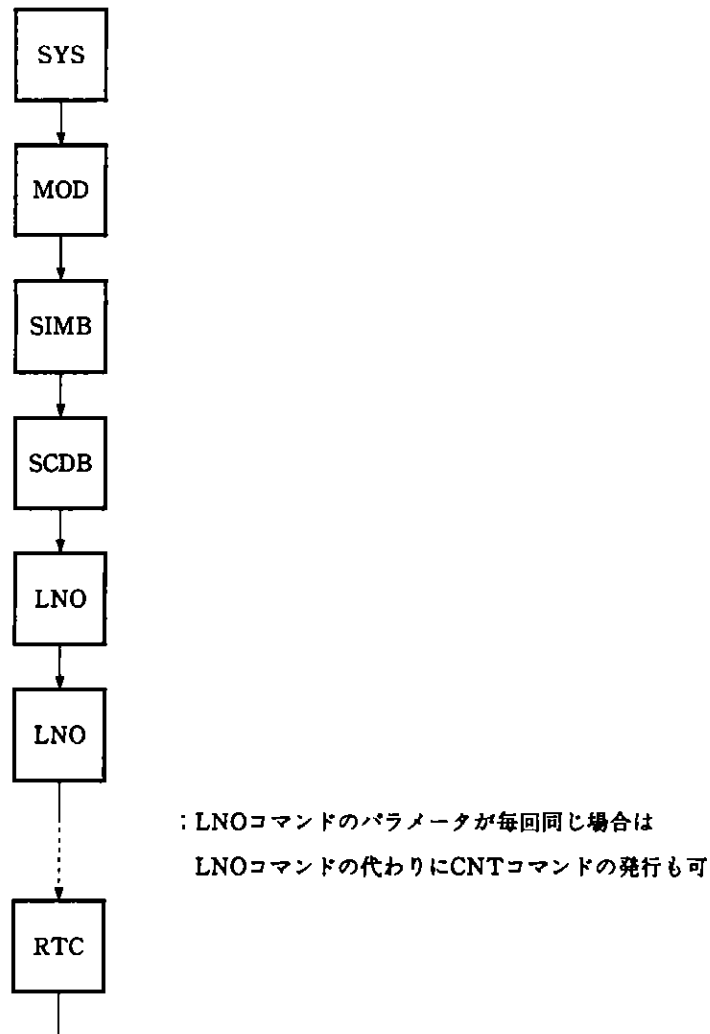 SYS
MOD
SIMB
SCDB
LNO
LNO
:LNOコマンドのパラメータが毎回同じ場合は
LNOコマンドの代わりにCNTコマンドの発行も可
RTC